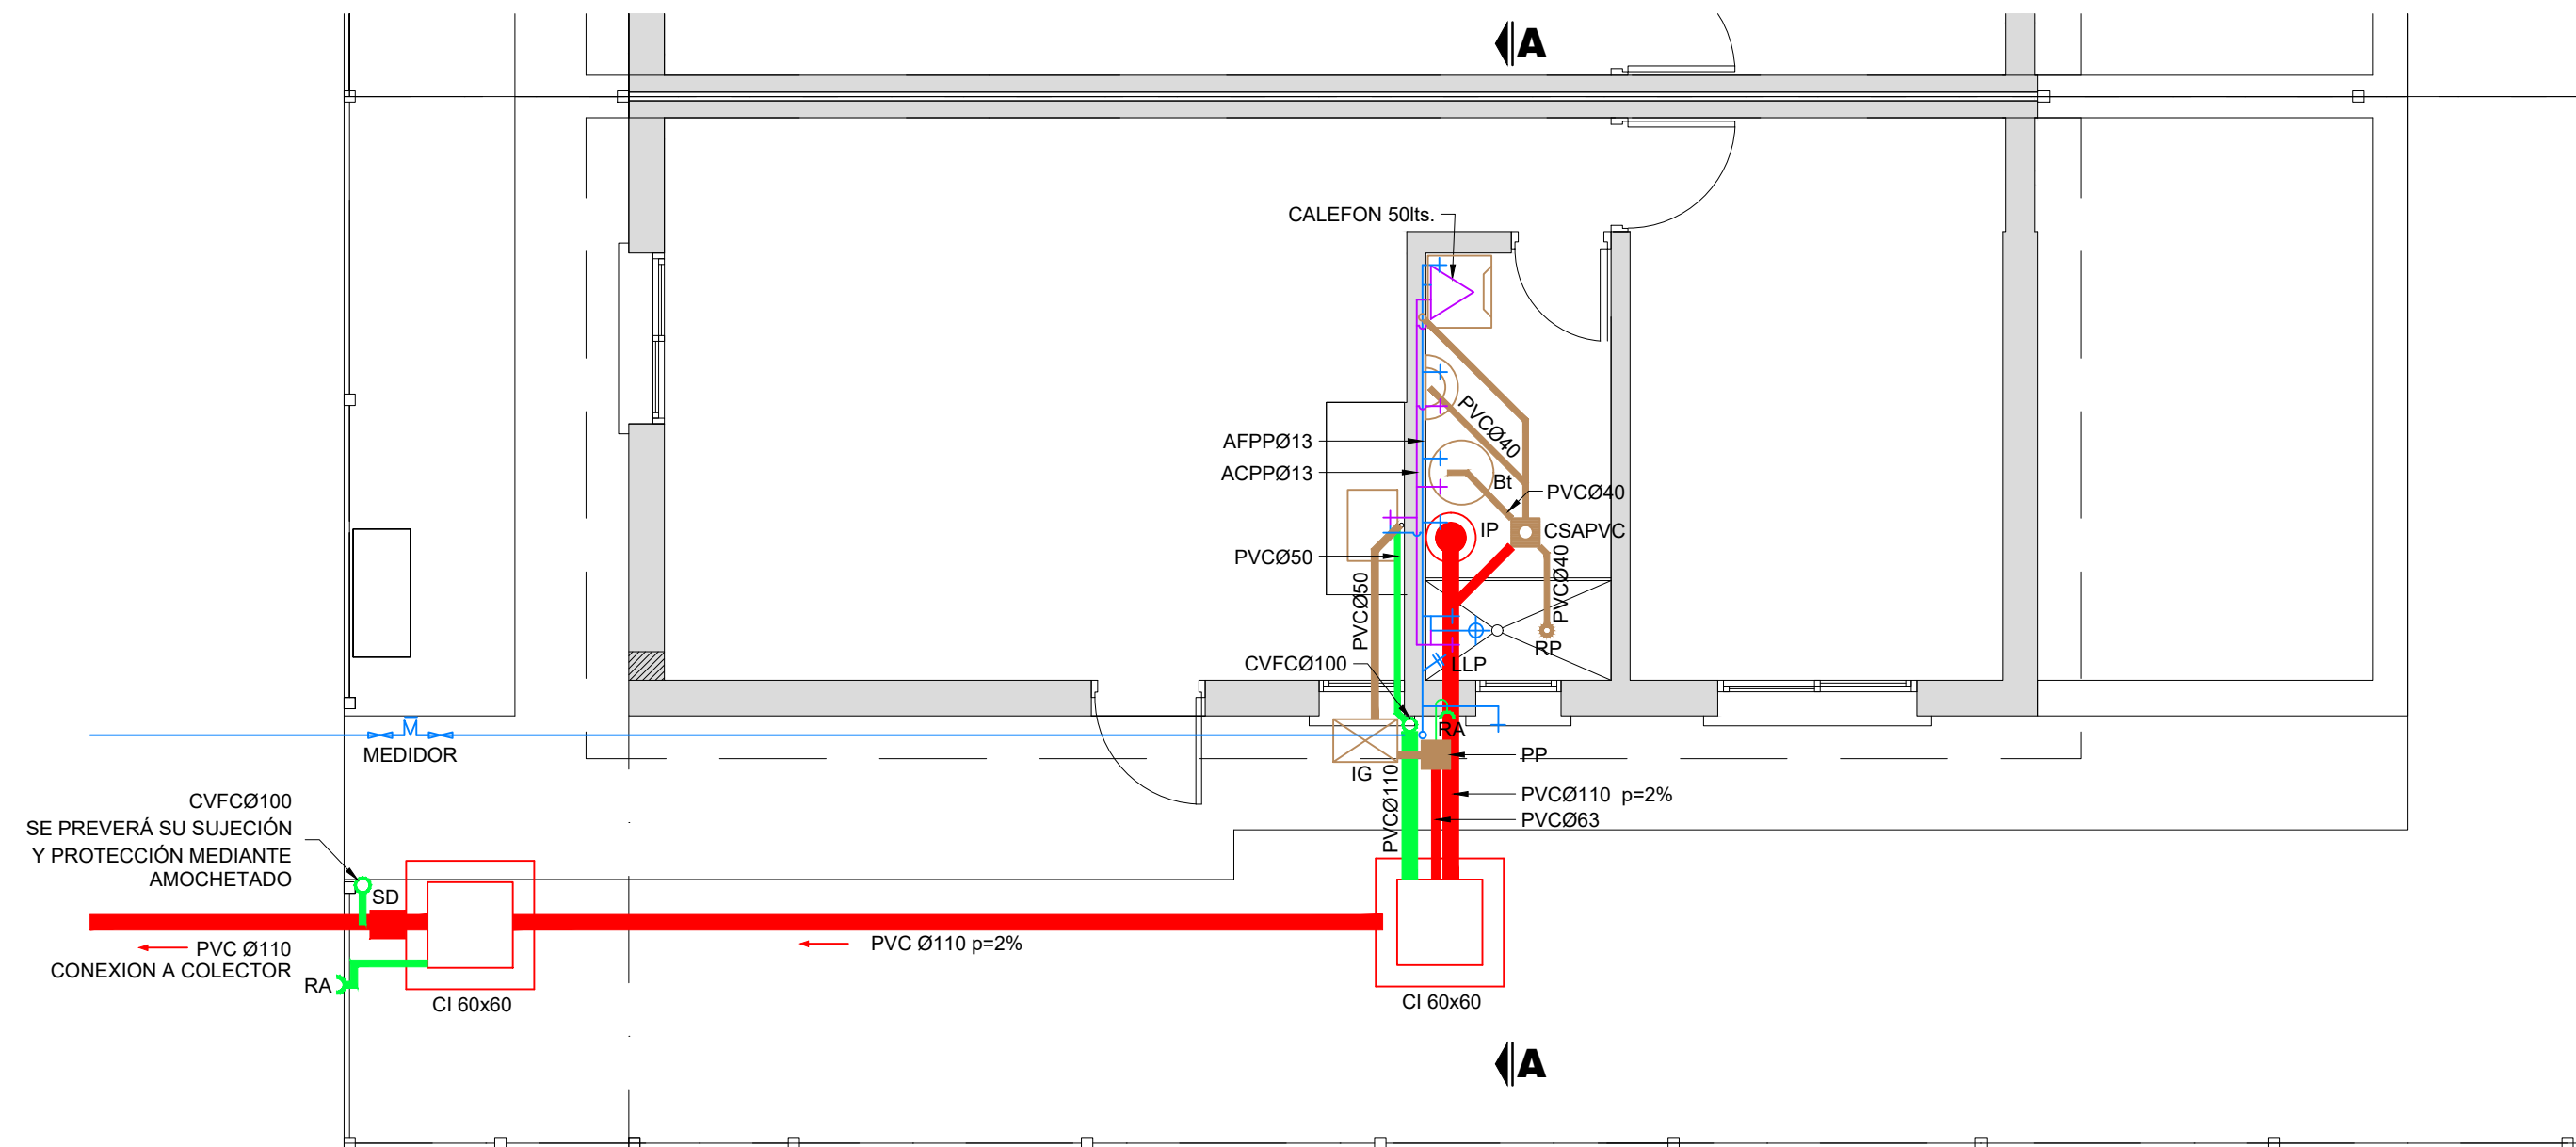 A
CALEFON 50lts.
PVCØ40
AFPPØ13
ACPPØ13
Bt
PVCØ40
IP
CSAPVC
PVCØ50
PVCØ50
PVCØ40
RP
CVFCØ100
LLP
RA
MEDIDOR
PP
IG
PVCØ110
PVCØ110 p=2%
PVCØ63
CVFCØ100
SE PREVERÁ SU SUJECIÓN
Y PROTECCIÓN MEDIANTE
AMOCHETADO
SD
PVC Ø110
CONEXION A COLECTOR
PVC Ø110 p=2%
RA
CI 60x60
CI 60x60
M
A